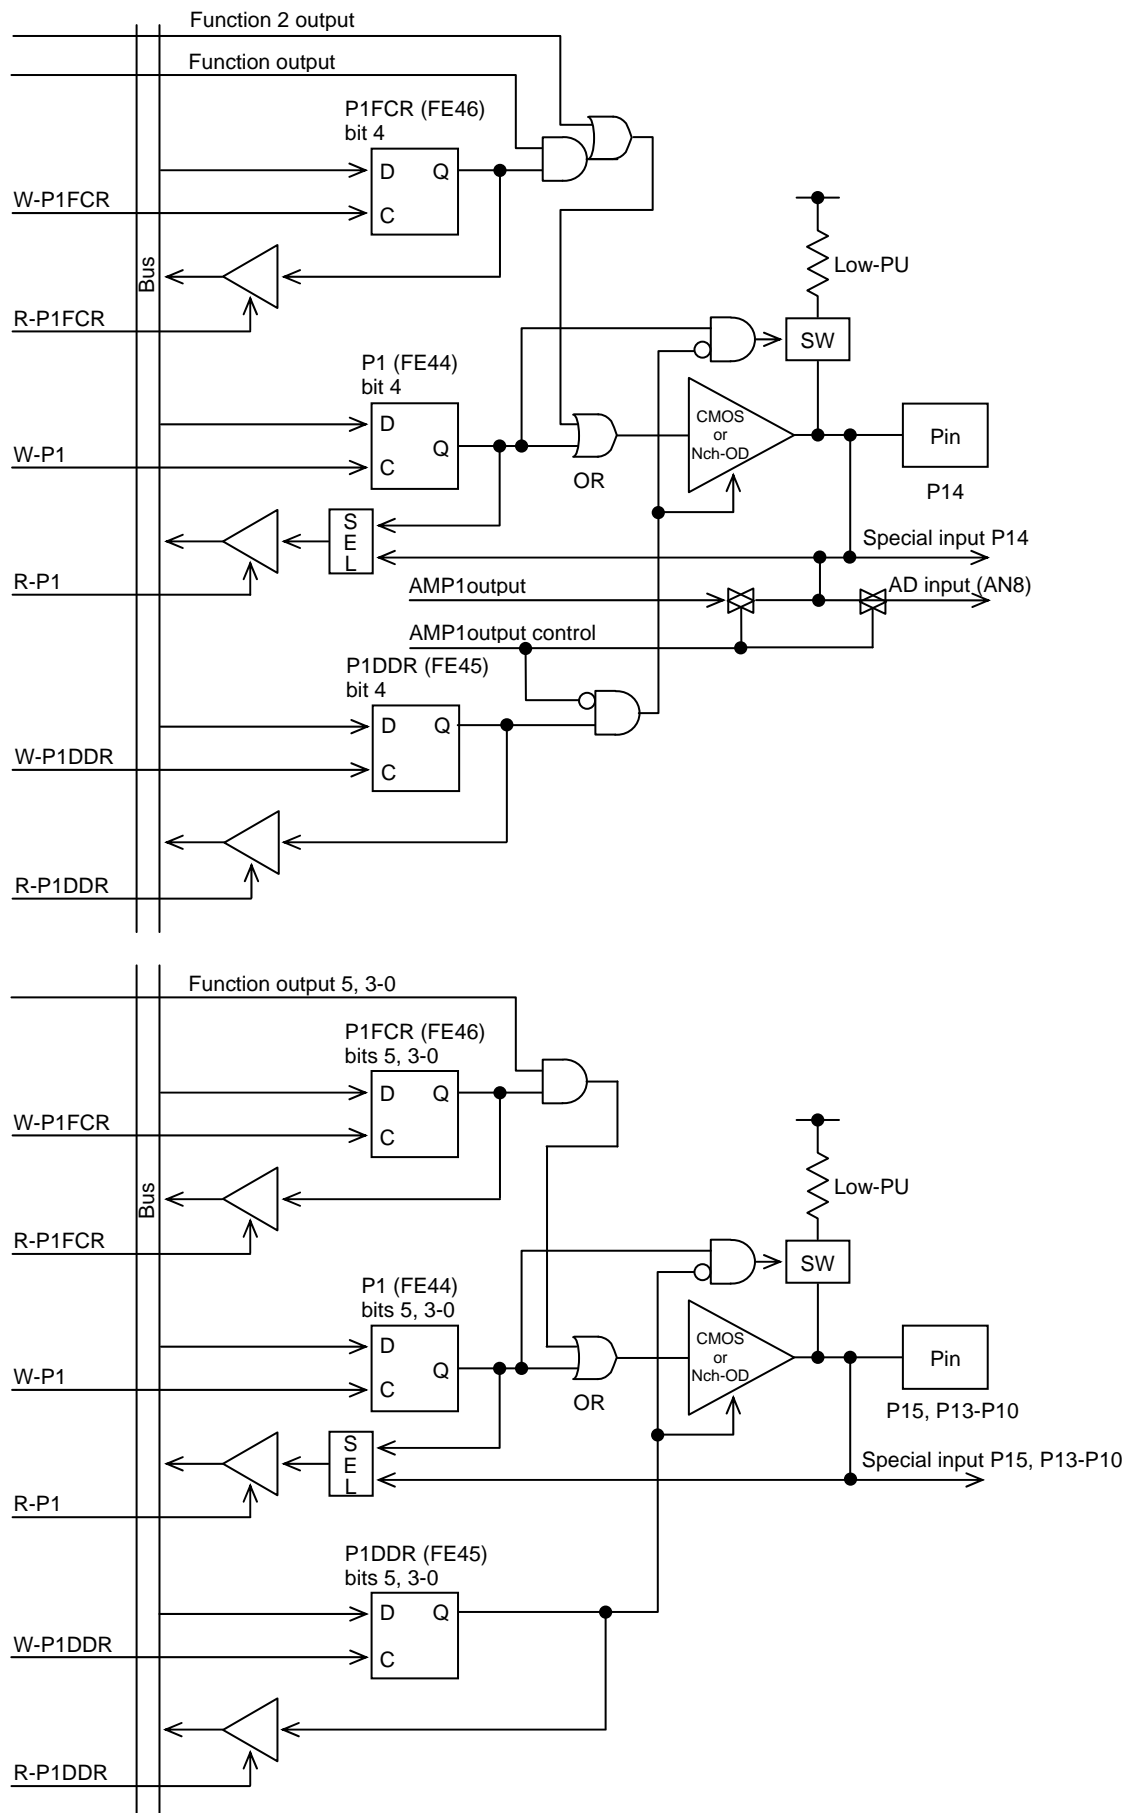 Function 2 output
Function output
P1FCR (FE46)
bit 4
D Q
W-P1FCR
C
Bus
Low-PU
R-P1FCR
SW
P1 (FE44)
bit 4
D
CMOS
or
Nch-OD
Q
Pin
W-P1
C
OR
P14
S
E
L
Special input P14
R-P1
AMP1output
AD input (AN8)
AMP1output control
P1DDR (FE45)
bit 4
D Q
W-P1DDR
C
R-P1DDR
Function output 5, 3-0
P1FCR (FE46)
bits 5, 3-0
D Q
W-P1FCR
C
Bus
Low-PU
R-P1FCR
SW
P1 (FE44)
bits 5, 3-0
D
CMOS
or
Nch-OD
Q
Pin
W-P1
C
OR
P15, P13-P10
S
E
L
Special input P15, P13-P10
R-P1
P1DDR (FE45)
bits 5, 3-0
D Q
W-P1DDR
C
R-P1DDR